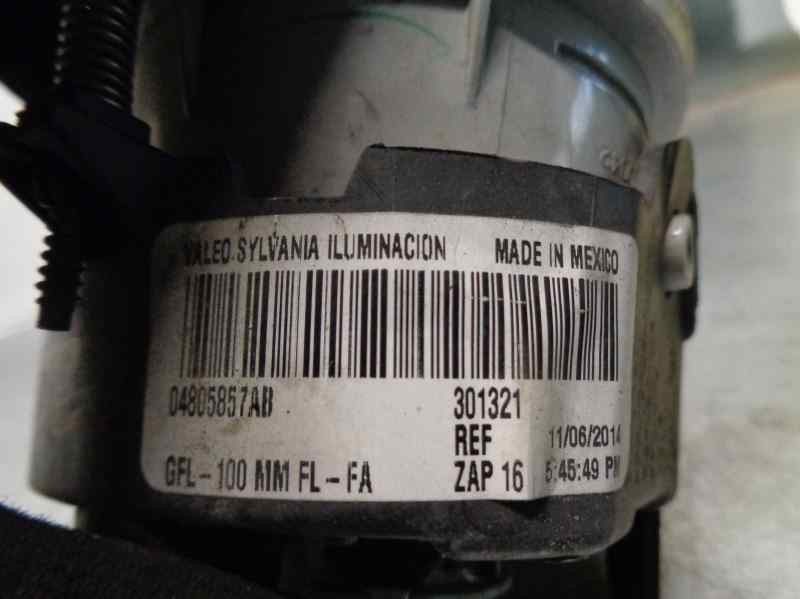 VALEO SYLVANIA ILUMINACION MADE IN MEXICO
04805857AB 301321
REF 11/06/2014
GFL-100 MM FL-FA ZAP 16 5:45:49 PM